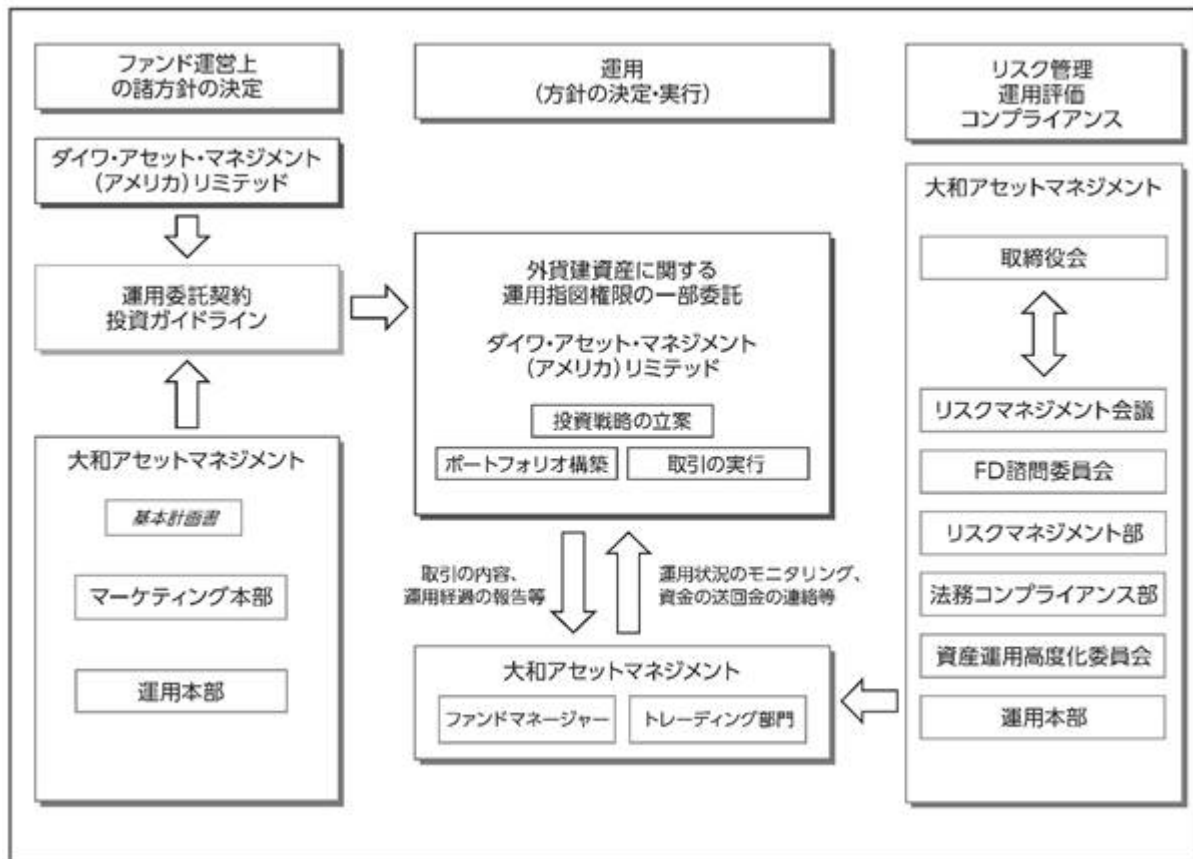 ファンド運営上
の諸方針の決定
ダイワ・アセット・マネジメント
(アメリカ)リミテッド
運用委託契約
投資ガイドライン
大和アセットマネジメント
基本計画書
マーケティング本部
運用本部
運用
(方針の決定・実行)
外貨建資産に関する
運用指図権限の一部委託
ダイワ・アセット・マネジメント
(アメリカ)リミテッド
投資戦略の立案
ポートフォリオ構築
取引の実行
取引の内容、
運用経過の報告等
運用状況のモニタリング、
資金の送回金の連絡等
大和アセットマネジメント
ファンドマネージャー
トレーディング部門
リスク管理
運用評価
コンプライアンス
大和アセットマネジメント
取締役会
リスクマネジメント会議
FD諮問委員会
リスクマネジメント部
法務コンプライアンス部
資産運用高度化委員会
運用本部